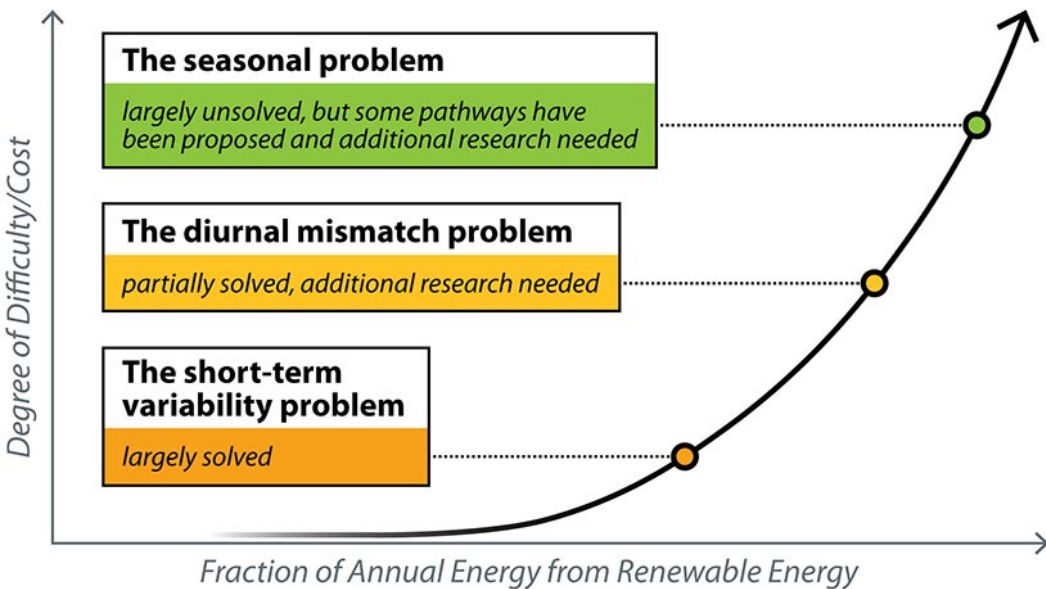 Degree of Difficulty/Cost
The seasonal problem
largely unsolved, but some pathways have
been proposed and additional research needed
The diurnal mismatch problem
partially solved, additional research needed
The short-term
variability problem
largely solved
Fraction of Annual Energy from Renewable Energy